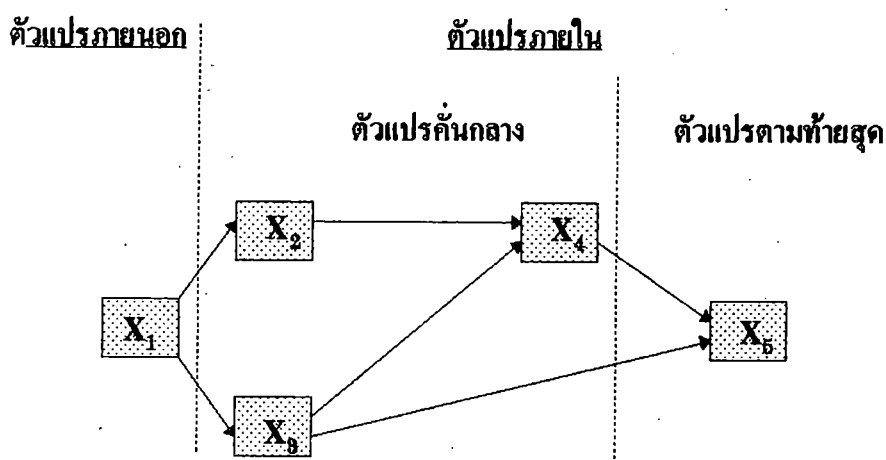 ตัวแปรภายนอก
ตัวแปรภายใน
ตัวแปรคั่นกลาง
ตัวแปรตามท้ายสุด
X2
X4
X1
X5
X3